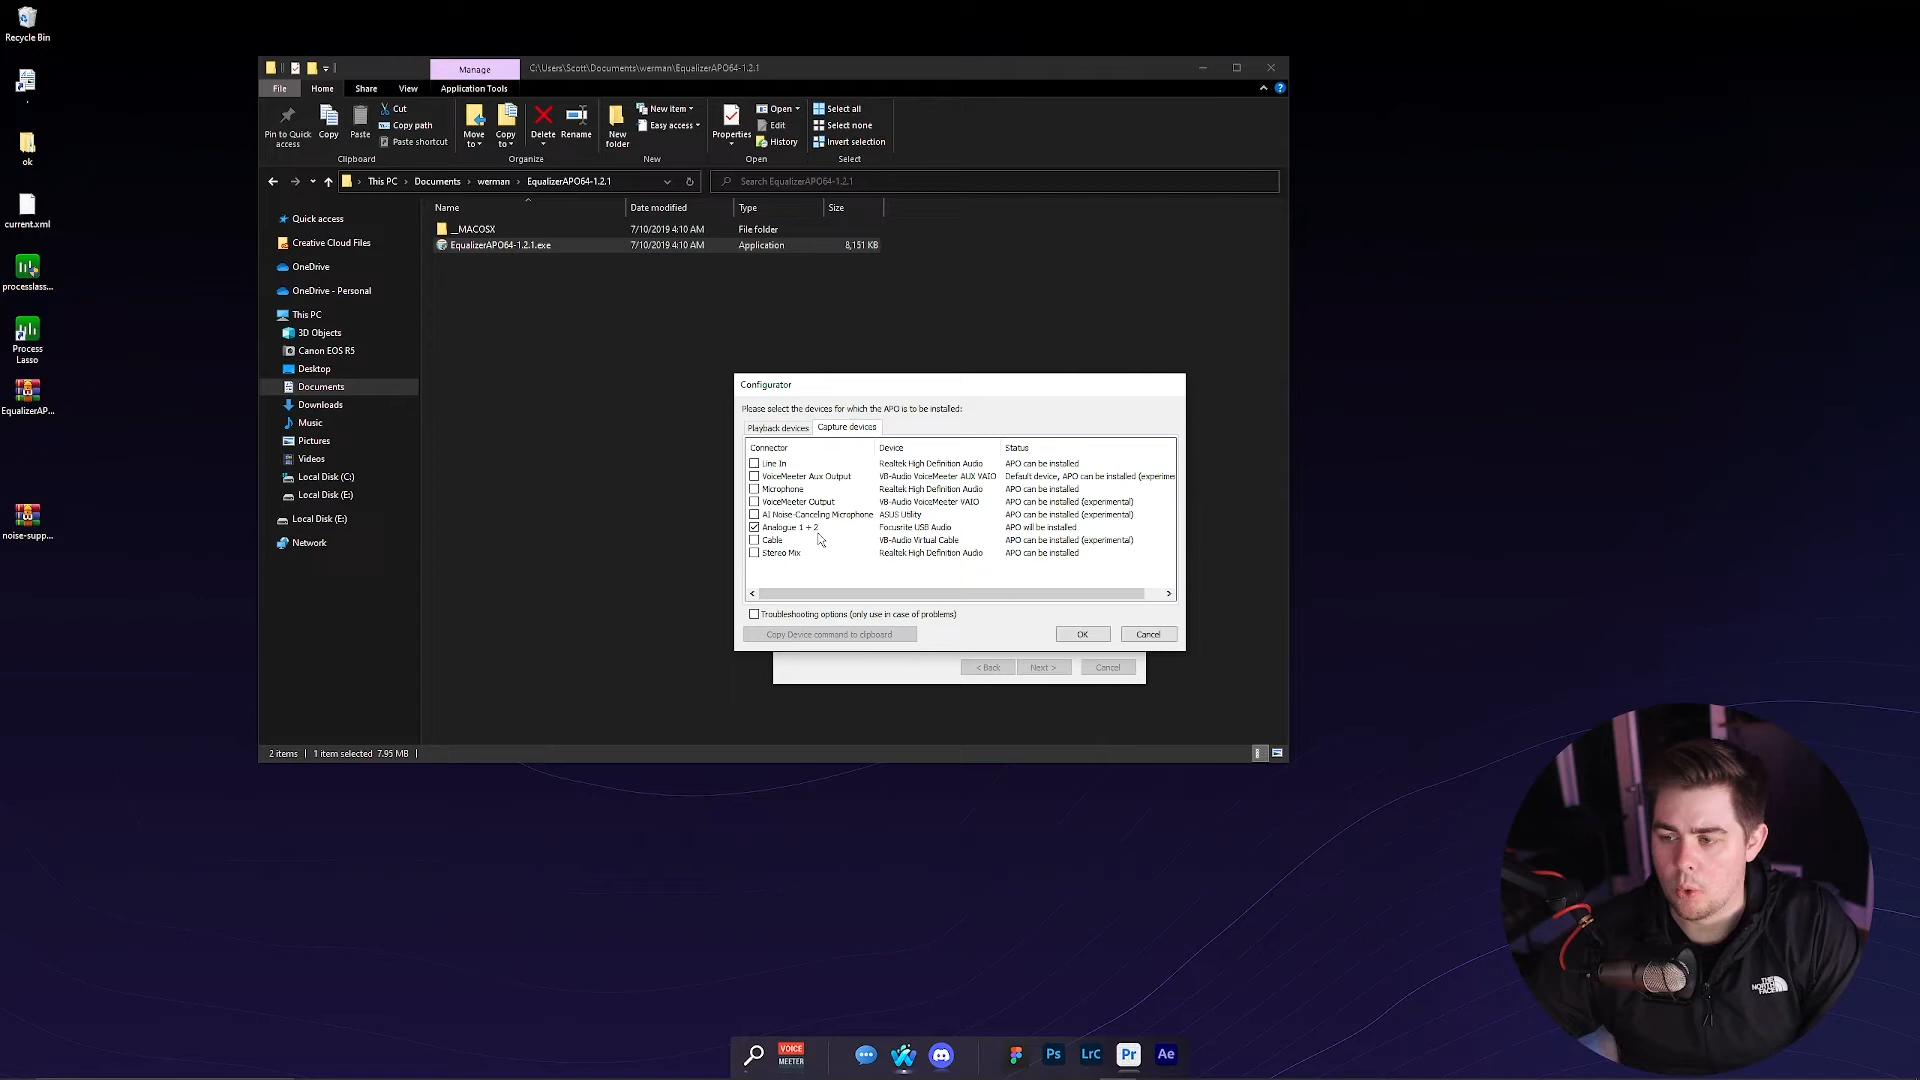 Recycle Bin
.
ok
current.xml
processlass...
Process
Lasso
EqualizerAP...
noise-supp...
Manage
C:\Users\Scott\Documents\werman\EqualizerAPO64-1.2.1
File
Home
Share
View
Application Tools
Pin to Quick
access
Copy
Paste
Cut
Copy path
Paste shortcut
Clipboard
Move
to
Copy
to
Delete
Rename
Organize
New
folder
New item
Easy access
New
Properties
Open
Edit
History
Open
Select all
Select none
Invert selection
Select
This PC > Documents > werman > EqualizerAPO64-1.2.1
Search EqualizerAPO64-1.2.1
Name Date modified Type Size
__MACOSX 7/10/2019 4:10 AM File folder
EqualizerAPO64-1.2.1.exe 7/10/2019 4:10 AM Application 8,151 KB
Quick access
Creative Cloud Files
OneDrive
OneDrive - Personal
This PC
3D Objects
Canon EOS R5
Desktop
Documents
Downloads
Music
Pictures
Videos
Local Disk (C:)
Local Disk (E:)
Local Disk (E:)
Network
Configurator
Please select the devices for which the APO is to be installed:
Playback devices Capture devices
Connector Device Status
Line In Realtek High Definition Audio APO can be installed
VoiceMeeter Aux Output VB-Audio VoiceMeeter AUX VAIO Default device, APO can be installed (experime
Microphone Realtek High Definition Audio APO can be installed
VoiceMeeter Output VB-Audio VoiceMeeter VAIO APO can be installed (experimental)
AI Noise-Canceling Microphone ASUS Utility APO can be installed (experimental)
Analogue 1 + 2 Focusrite USB Audio APO will be installed
Cable VB-Audio Virtual Cable APO can be installed (experimental)
Stereo Mix Realtek High Definition Audio APO can be installed
Troubleshooting options (only use in case of problems)
Copy Device command to clipboard
OK
Cancel
< Back
Next >
Cancel
2 items
1 item selected 7.95 MB
THE
NORTH
FACE
VOICE
MEETER
Ps
LrC
Pr
Ae